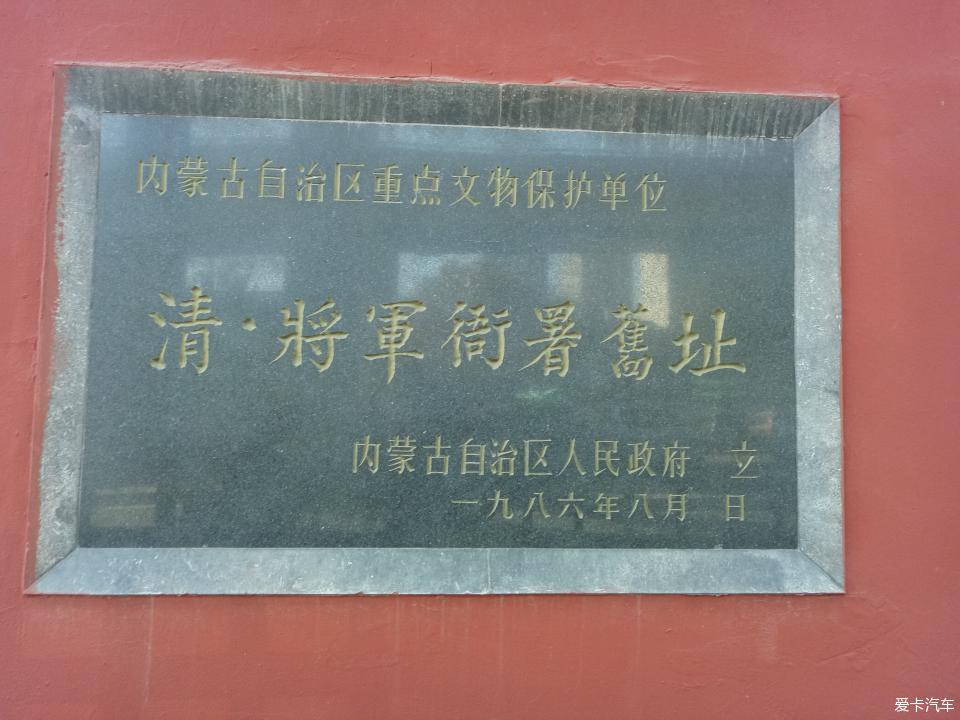 内蒙古自治区重点文物保护单位
清·將軍衙署舊址
内蒙古自治区人民政府 立
一九八六年八月 日
爱卡汽车